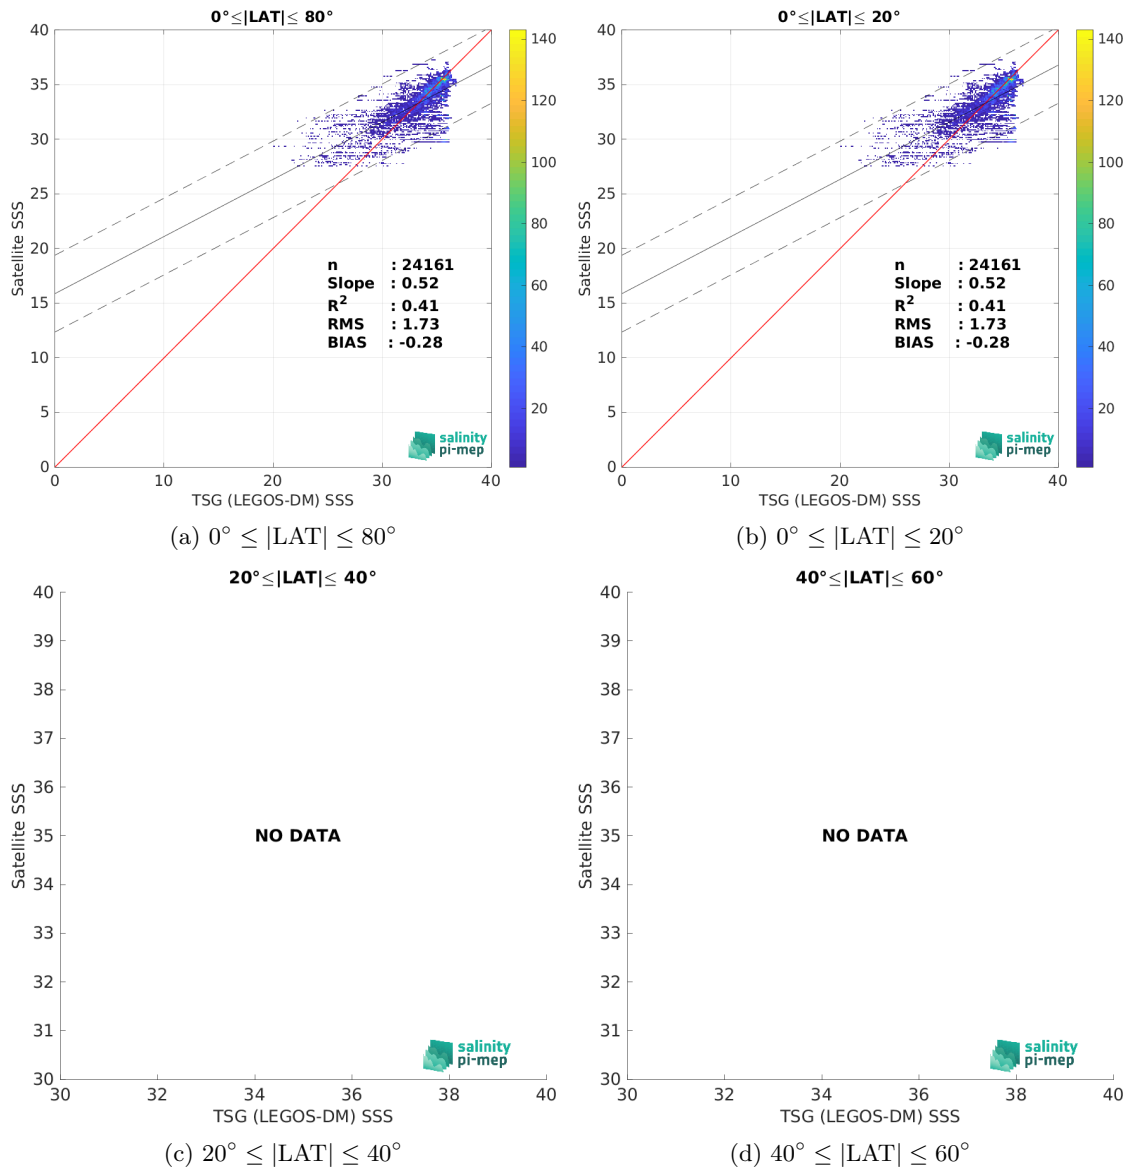 0°≤|LAT|≤ 80°
40
35
30
25
20
15
10
5
0
Satellite SSS
n : 24161
Slope : 0.52
R² : 0.41
RMS : 1.73
BIAS : -0.28
salinity
pi-mep
0 10 20 30 40
TSG (LEGOS-DM) SSS
140
120
100
80
60
40
20
(a) 0° ≤ |LAT| ≤ 80°
0°≤|LAT|≤ 20°
40
35
30
25
20
15
10
5
0
Satellite SSS
n : 24161
Slope : 0.52
R² : 0.41
RMS : 1.73
BIAS : -0.28
salinity
pi-mep
0 10 20 30 40
TSG (LEGOS-DM) SSS
140
120
100
80
60
40
20
(b) 0° ≤ |LAT| ≤ 20°
20°≤|LAT|≤ 40°
40
39
38
37
36
35
34
33
32
31
30
Satellite SSS
NO DATA
salinity
pi-mep
30 32 34 36 38 40
TSG (LEGOS-DM) SSS
(c) 20° ≤ |LAT| ≤ 40°
40°≤|LAT|≤ 60°
40
39
38
37
36
35
34
33
32
31
30
Satellite SSS
NO DATA
salinity
pi-mep
30 32 34 36 38 40
TSG (LEGOS-DM) SSS
(d) 40° ≤ |LAT| ≤ 60°